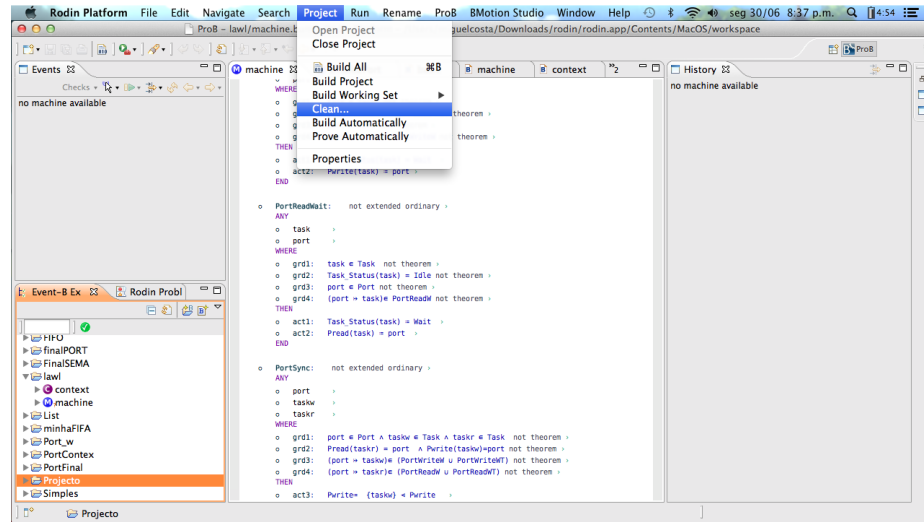 Rodin Platform File Edit Navigate Search Project Run Rename ProB BMotion Studio Window Help seg 30/06 8:37 p.m. 4:54
ProB – lawl/machine.b guelcosta/Downloads/rodin/rodin.app/Contents/MacOS/workspace
Open Project
Close Project
Build All ⌘B
Build Project
Build Working Set
Clean...
Build Automatically
Prove Automatically
Properties
ProB
Events
Checks
no machine available
machine
machine
context
"2
History
no machine available
WHERE
theorem ›
theorem ›
THEN
○ act2: Pwrite(task) = port ›
END
○ PortReadWait: not extended ordinary ›
ANY
○ task ›
○ port ›
WHERE
○ grd1: task ∈ Task not theorem ›
○ grd2: Task_Status(task) = Idle not theorem ›
○ grd3: port ∈ Port not theorem ›
○ grd4: (port ↦ task)∈ PortReadW not theorem ›
THEN
○ act1: Task_Status(task) = Wait ›
○ act2: Pread(task) = port ›
END
○ PortSync: not extended ordinary ›
ANY
○ port ›
○ taskw ›
○ taskr ›
WHERE
○ grd1: port ∈ Port ∧ taskw ∈ Task ∧ taskr ∈ Task not theorem ›
○ grd2: Pread(taskr) = port ∧ Pwrite(taskw)=port not theorem ›
○ grd3: (port ↦ taskw)∈ (PortWriteW ∪ PortWriteWT) not theorem ›
○ grd4: (port ↦ taskr)∈ (PortReadW ∪ PortReadWT) not theorem ›
THEN
○ act3: Pwrite≔ {taskw} ⩤ Pwrite ›
Event-B Ex
Rodin Probl
FIFO
finalPORT
FinalSEMA
lawl
context
machine
List
minhaFIFA
Port_w
PortContex
PortFinal
Projecto
Simples
Projecto